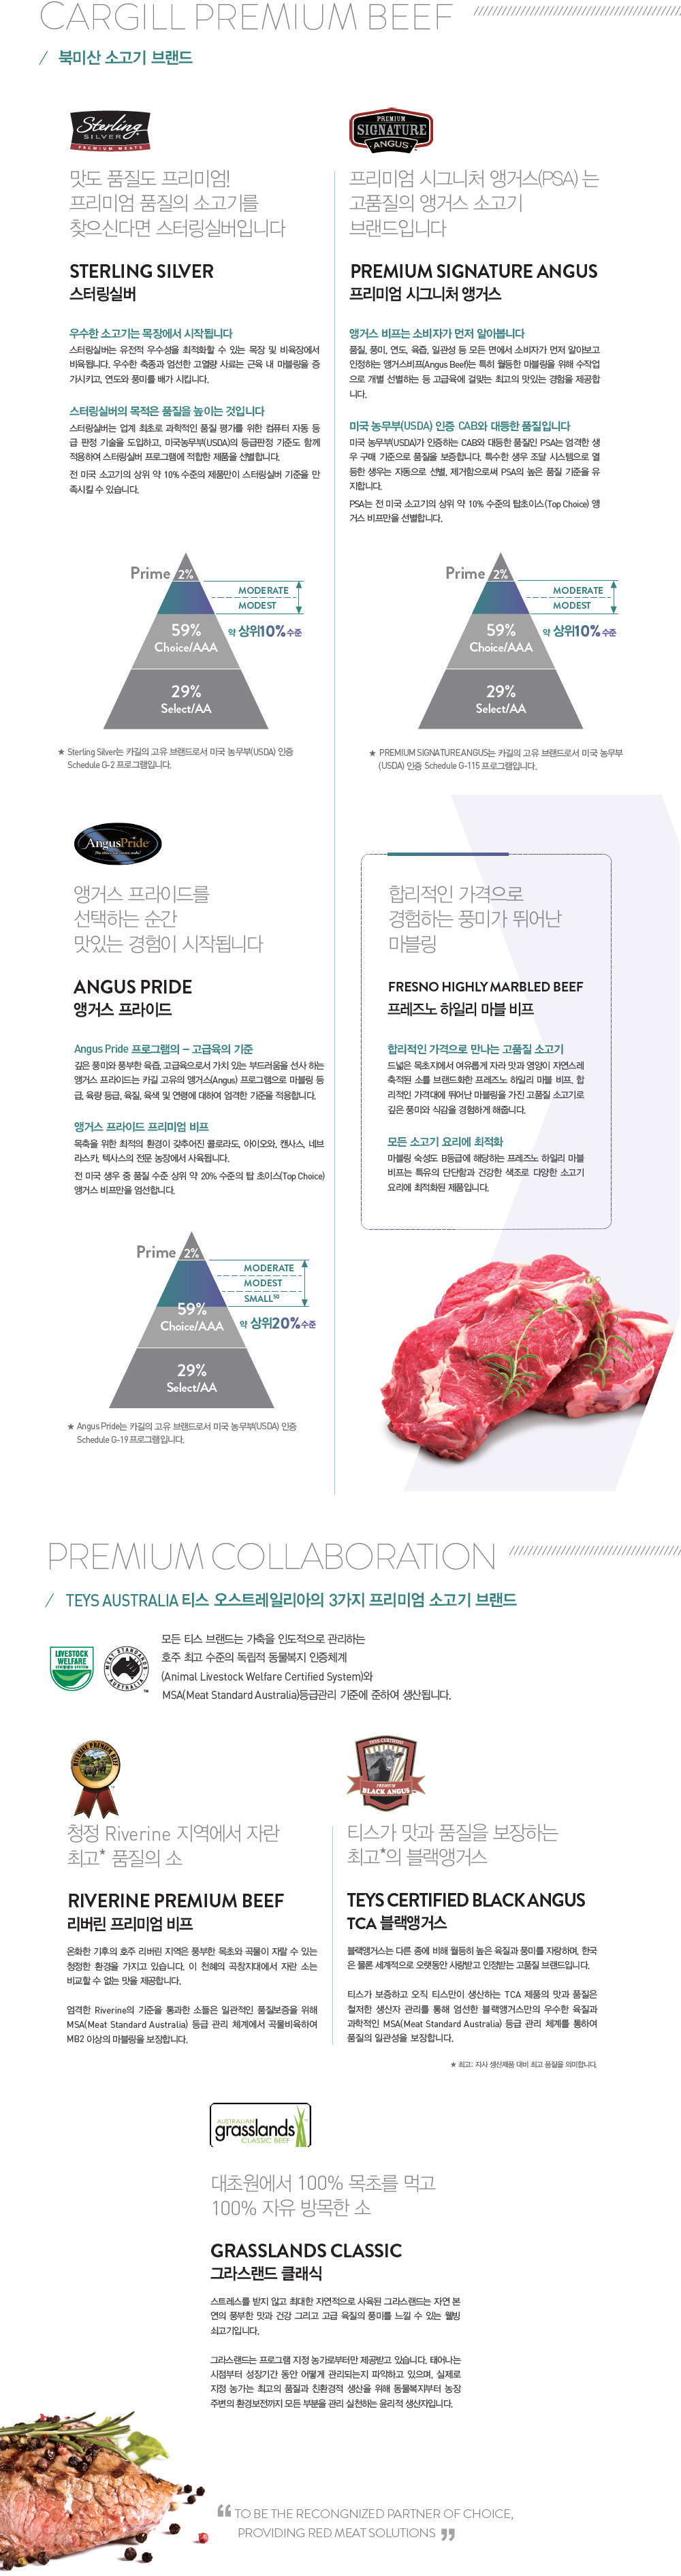 CARGILL PREMIUM BEEF
/ 북미산 소고기 브랜드
Sterling
SILVER
PREMIUM MEATS
맛도 품질도 프리미엄!
프리미엄 품질의 소고기를
찾으신다면 스터링실버입니다
STERLING SILVER
스터링실버
우수한 소고기는 목장에서 시작됩니다
스터링실버는 유전적 우수성을 최적화할 수 있는 목장 및 비육장에서
비육됩니다. 우수한 축종과 엄선한 고열량 사료는 근육 내 마블링을 증
가시키고, 연도와 풍미를 배가 시킵니다.
스터링실버의 목적은 품질을 높이는 것입니다
스터링실버는 업계 최초로 과학적인 품질 평가를 위한 컴퓨터 자동 등
급 판정 기술을 도입하고, 미국농무부(USDA)의 등급판정 기준도 함께
적용하여 스터링실버 프로그램에 적합한 제품을 선별합니다.
전 미국 소고기의 상위 약 10% 수준의 제품만이 스터링실버 기준을 만
족시킬 수 있습니다.
Prime 2%
MODERATE
MODEST
59%
Choice/AAA
약 상위10% 수준
29%
Select/AA
★ Sterling Silver는 카길의 고유 브랜드로서 미국 농무부(USDA) 인증
Schedule G-2 프로그램입니다.
PREMIUM
SIGNATURE
ANGUS
프리미엄 시그니처 앵거스(PSA) 는
고품질의 앵거스 소고기
브랜드입니다
PREMIUM SIGNATURE ANGUS
프리미엄 시그니처 앵거스
앵거스 비프는 소비자가 먼저 알아봅니다
품질, 풍미, 연도, 육즙, 일관성 등 모든 면에서 소비자가 먼저 알아보고
인정하는 앵거스비프(Angus Beef)는 특히 월등한 마블링을 위해 수작업
으로 개별 선별하는 등 고급육에 걸맞는 최고의 맛있는 경험을 제공합
니다.
미국 농무부(USDA) 인증 CAB와 대등한 품질입니다
미국 농무부(USDA)가 인증하는 CAB와 대등한 품질인 PSA는 엄격한 생
우 구매 기준으로 품질을 보증합니다. 특수한 생우 조달 시스템으로 열
등한 생우는 자동으로 선별, 제거함으로써 PSA의 높은 품질 기준을 유
지합니다.
PSA는 전 미국 소고기의 상위 약 10% 수준의 탑초이스(Top Choice) 앵
거스 비프만을 선별합니다.
Prime 2%
MODERATE
MODEST
59%
Choice/AAA
약 상위10% 수준
29%
Select/AA
★ PREMIUM SIGNATURE ANGUS는 카길의 고유 브랜드로서 미국 농무부
(USDA) 인증 Schedule G-115 프로그램입니다.
AngusPride
앵거스 프라이드를
선택하는 순간
맛있는 경험이 시작됩니다
ANGUS PRIDE
앵거스 프라이드
Angus Pride 프로그램의 – 고급육의 기준
깊은 풍미와 풍부한 육즙, 고급육으로서 가치 있는 부드러움을 선사 하는
앵거스 프라이드는 카길 고유의 앵거스(Angus) 프로그램으로 마블링 등
급, 육량 등급, 육질, 육색 및 연령에 대하여 엄격한 기준을 적용합니다.
앵거스 프라이드 프리미엄 비프
목축을 위한 최적의 환경이 갖추어진 콜로라도, 아이오와, 캔사스, 네브
라스카, 텍사스의 전문 농장에서 사육됩니다.
전 미국 생우 중 품질 수준 상위 약 20% 수준의 탑 초이스(Top Choice)
앵거스 비프만을 엄선합니다.
Prime 2%
MODERATE
MODEST
SMALL50
59%
Choice/AAA
약 상위20%수준
29%
Select/AA
★ Angus Pride는 카길의 고유 브랜드로서 미국 농무부(USDA) 인증
Schedule G-19 프로그램입니다.
합리적인 가격으로
경험하는 풍미가 뛰어난
마블링
FRESNO HIGHLY MARBLED BEEF
프레즈노 하일리 마블 비프
합리적인 가격으로 만나는 고품질 소고기
드넓은 목초지에서 여유롭게 자라 맛과 영양이 자연스레
축적된 소를 브랜드화한 프레즈노 하일리 마블 비프. 합
리적인 가격대에 뛰어난 마블링을 가진 고품질 소고기로
깊은 풍미와 식감을 경험하게 해줍니다.
모든 소고기 요리에 최적화
마블링 숙성도 B등급에 해당하는 프레즈노 하일리 마블
비프는 특유의 단단함과 건강한 색조로 다양한 소고기
요리에 최적화된 제품입니다.
PREMIUM COLLABORATION
/ TEYS AUSTRALIA 티스 오스트레일리아의 3가지 프리미엄 소고기 브랜드
LIVESTOCK
WELFARE
CERTIFIED SYSTEM
MEAT STANDARDS
AUSTRALIA
TM
모든 티스 브랜드는 가축을 인도적으로 관리하는
호주 최고 수준의 독립적 동물복지 인증체계
(Animal Livestock Welfare Certified System)와
MSA(Meat Standard Australia)등급관리 기준에 준하여 생산됩니다.
RIVERINE PREMIUM BEEF
청정 Riverine 지역에서 자란
최고* 품질의 소
RIVERINE PREMIUM BEEF
리버린 프리미엄 비프
온화한 기후의 호주 리버린 지역은 풍부한 목초와 곡물이 자랄 수 있는
청정한 환경을 가지고 있습니다. 이 천혜의 곡창지대에서 자란 소는
비교할 수 없는 맛을 제공합니다.
엄격한 Riverine의 기준을 통과한 소들은 일관적인 품질보증을 위해
MSA(Meat Standard Australia) 등급 관리 체계에서 곡물비육하여
MB2 이상의 마블링을 보장합니다.
TEYS CERTIFIED
PREMIUM
BLACK ANGUS
티스가 맛과 품질을 보장하는
최고*의 블랙앵거스
TEYS CERTIFIED BLACK ANGUS
TCA 블랙앵거스
블랙앵거스는 다른 종에 비해 월등히 높은 육질과 풍미를 자랑하며, 한국
은 물론 세계적으로 오랫동안 사랑받고 인정받는 고품질 브랜드입니다.
티스가 보증하고 오직 티스만이 생산하는 TCA 제품의 맛과 품질은
철저한 생산자 관리를 통해 엄선한 블랙앵거스만의 우수한 육질과
과학적인 MSA(Meat Standard Australia) 등급 관리 체계를 통하여
품질의 일관성을 보장합니다.
★ 최고: 자사 생산제품 대비 최고 품질을 의미합니다.
AUSTRALIAN
grasslands
CLASSIC BEEF
대초원에서 100% 목초를 먹고
100% 자유 방목한 소
GRASSLANDS CLASSIC
그라스랜드 클래식
스트레스를 받지 않고 최대한 자연적으로 사육된 그라스랜드는 자연 본
연의 풍부한 맛과 건강 그리고 고급 육질의 풍미를 느낄 수 있는 웰빙
쇠고기입니다.
그라스랜드는 프로그램 지정 농가로부터만 제공받고 있습니다. 태어나는
시점부터 성장기간 동안 어떻게 관리되는지 파악하고 있으며, 실제로
지정 농가는 최고의 품질과 친환경적 생산을 위해 동물복지부터 농장
주변의 환경보전까지 모든 부분을 관리 실천하는 윤리적 생산자입니다.
“ TO BE THE RECONGNIZED PARTNER OF CHOICE,
PROVIDING RED MEAT SOLUTIONS ”